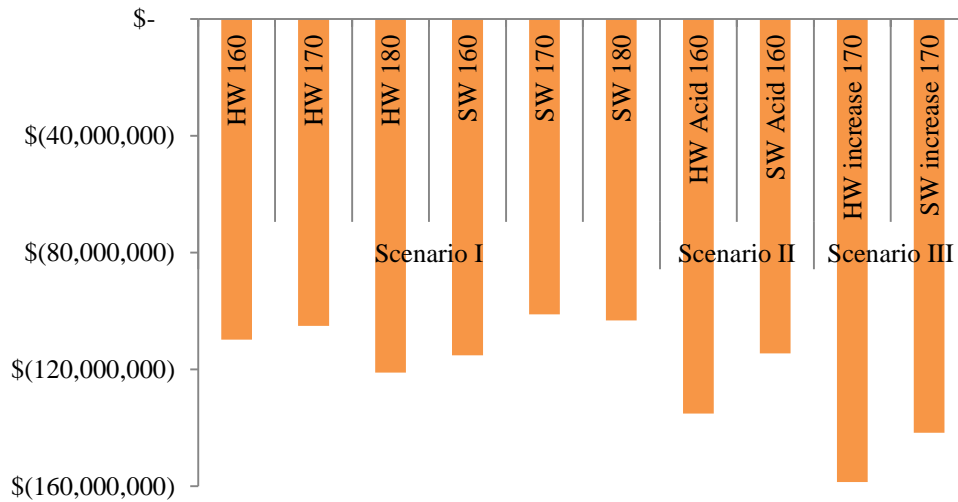 $-
$(40,000,000)
$(80,000,000)
$(120,000,000)
$(160,000,000)
HW 160
HW 170
HW 180
SW 160
SW 170
SW 180
HW Acid 160
SW Acid 160
HW increase 170
SW increase 170
Scenario I
Scenario II
Scenario III